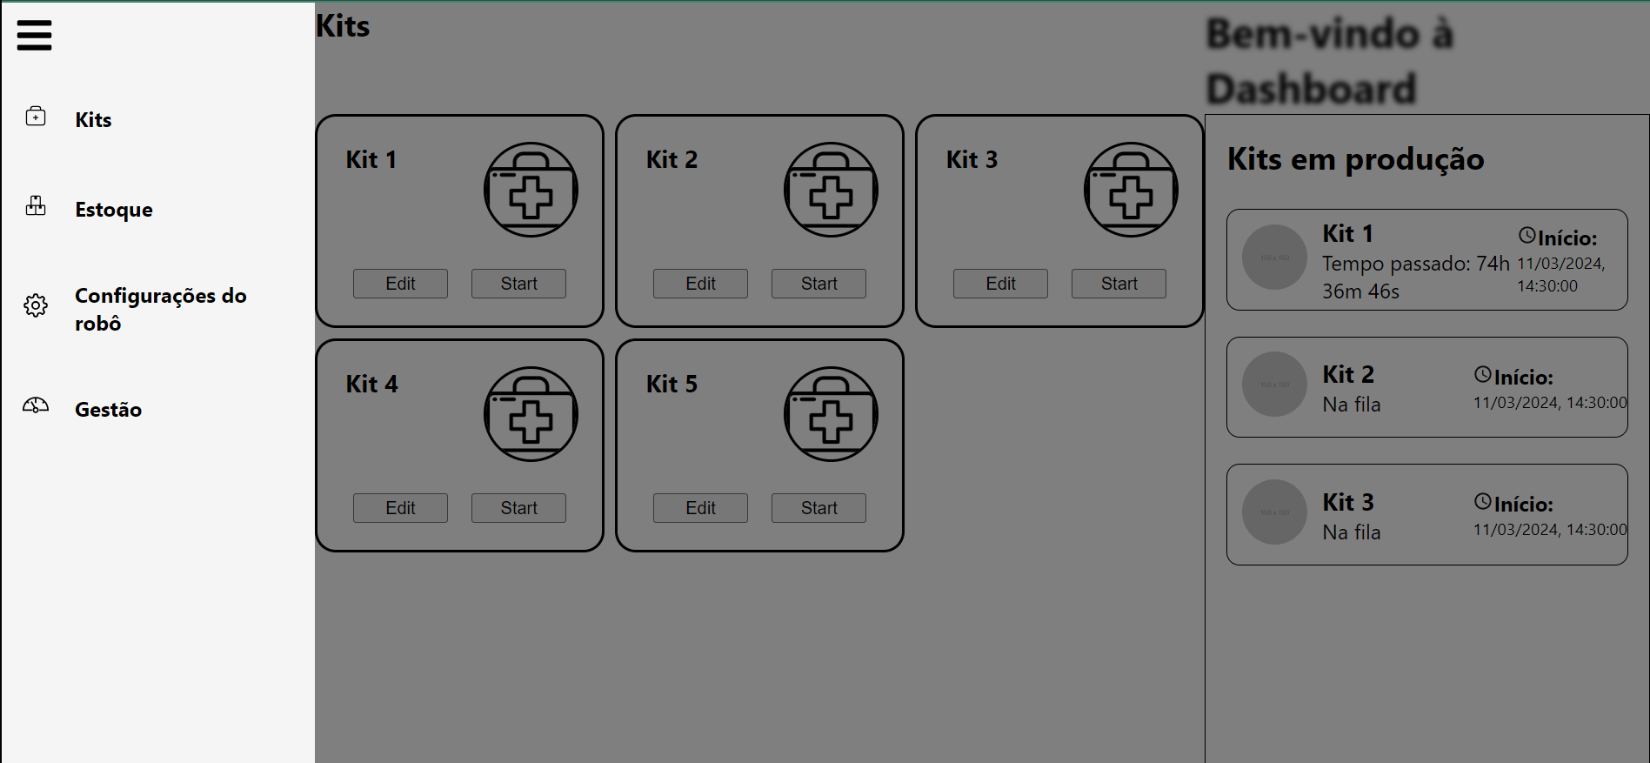 Kits
Estoque
Configurações do
robô
Gestão
Kits
Kit 1
Edit
Start
Kit 2
Edit
Start
Kit 3
Edit
Start
Kit 4
Edit
Start
Kit 5
Edit
Start
Bem-vindo à
Dashboard
Kits em produção
Kit 1
Tempo passado: 74h
36m 46s
Início:
11/03/2024,
14:30:00
Kit 2
Na fila
Início:
11/03/2024, 14:30:00
Kit 3
Na fila
Início:
11/03/2024, 14:30:00